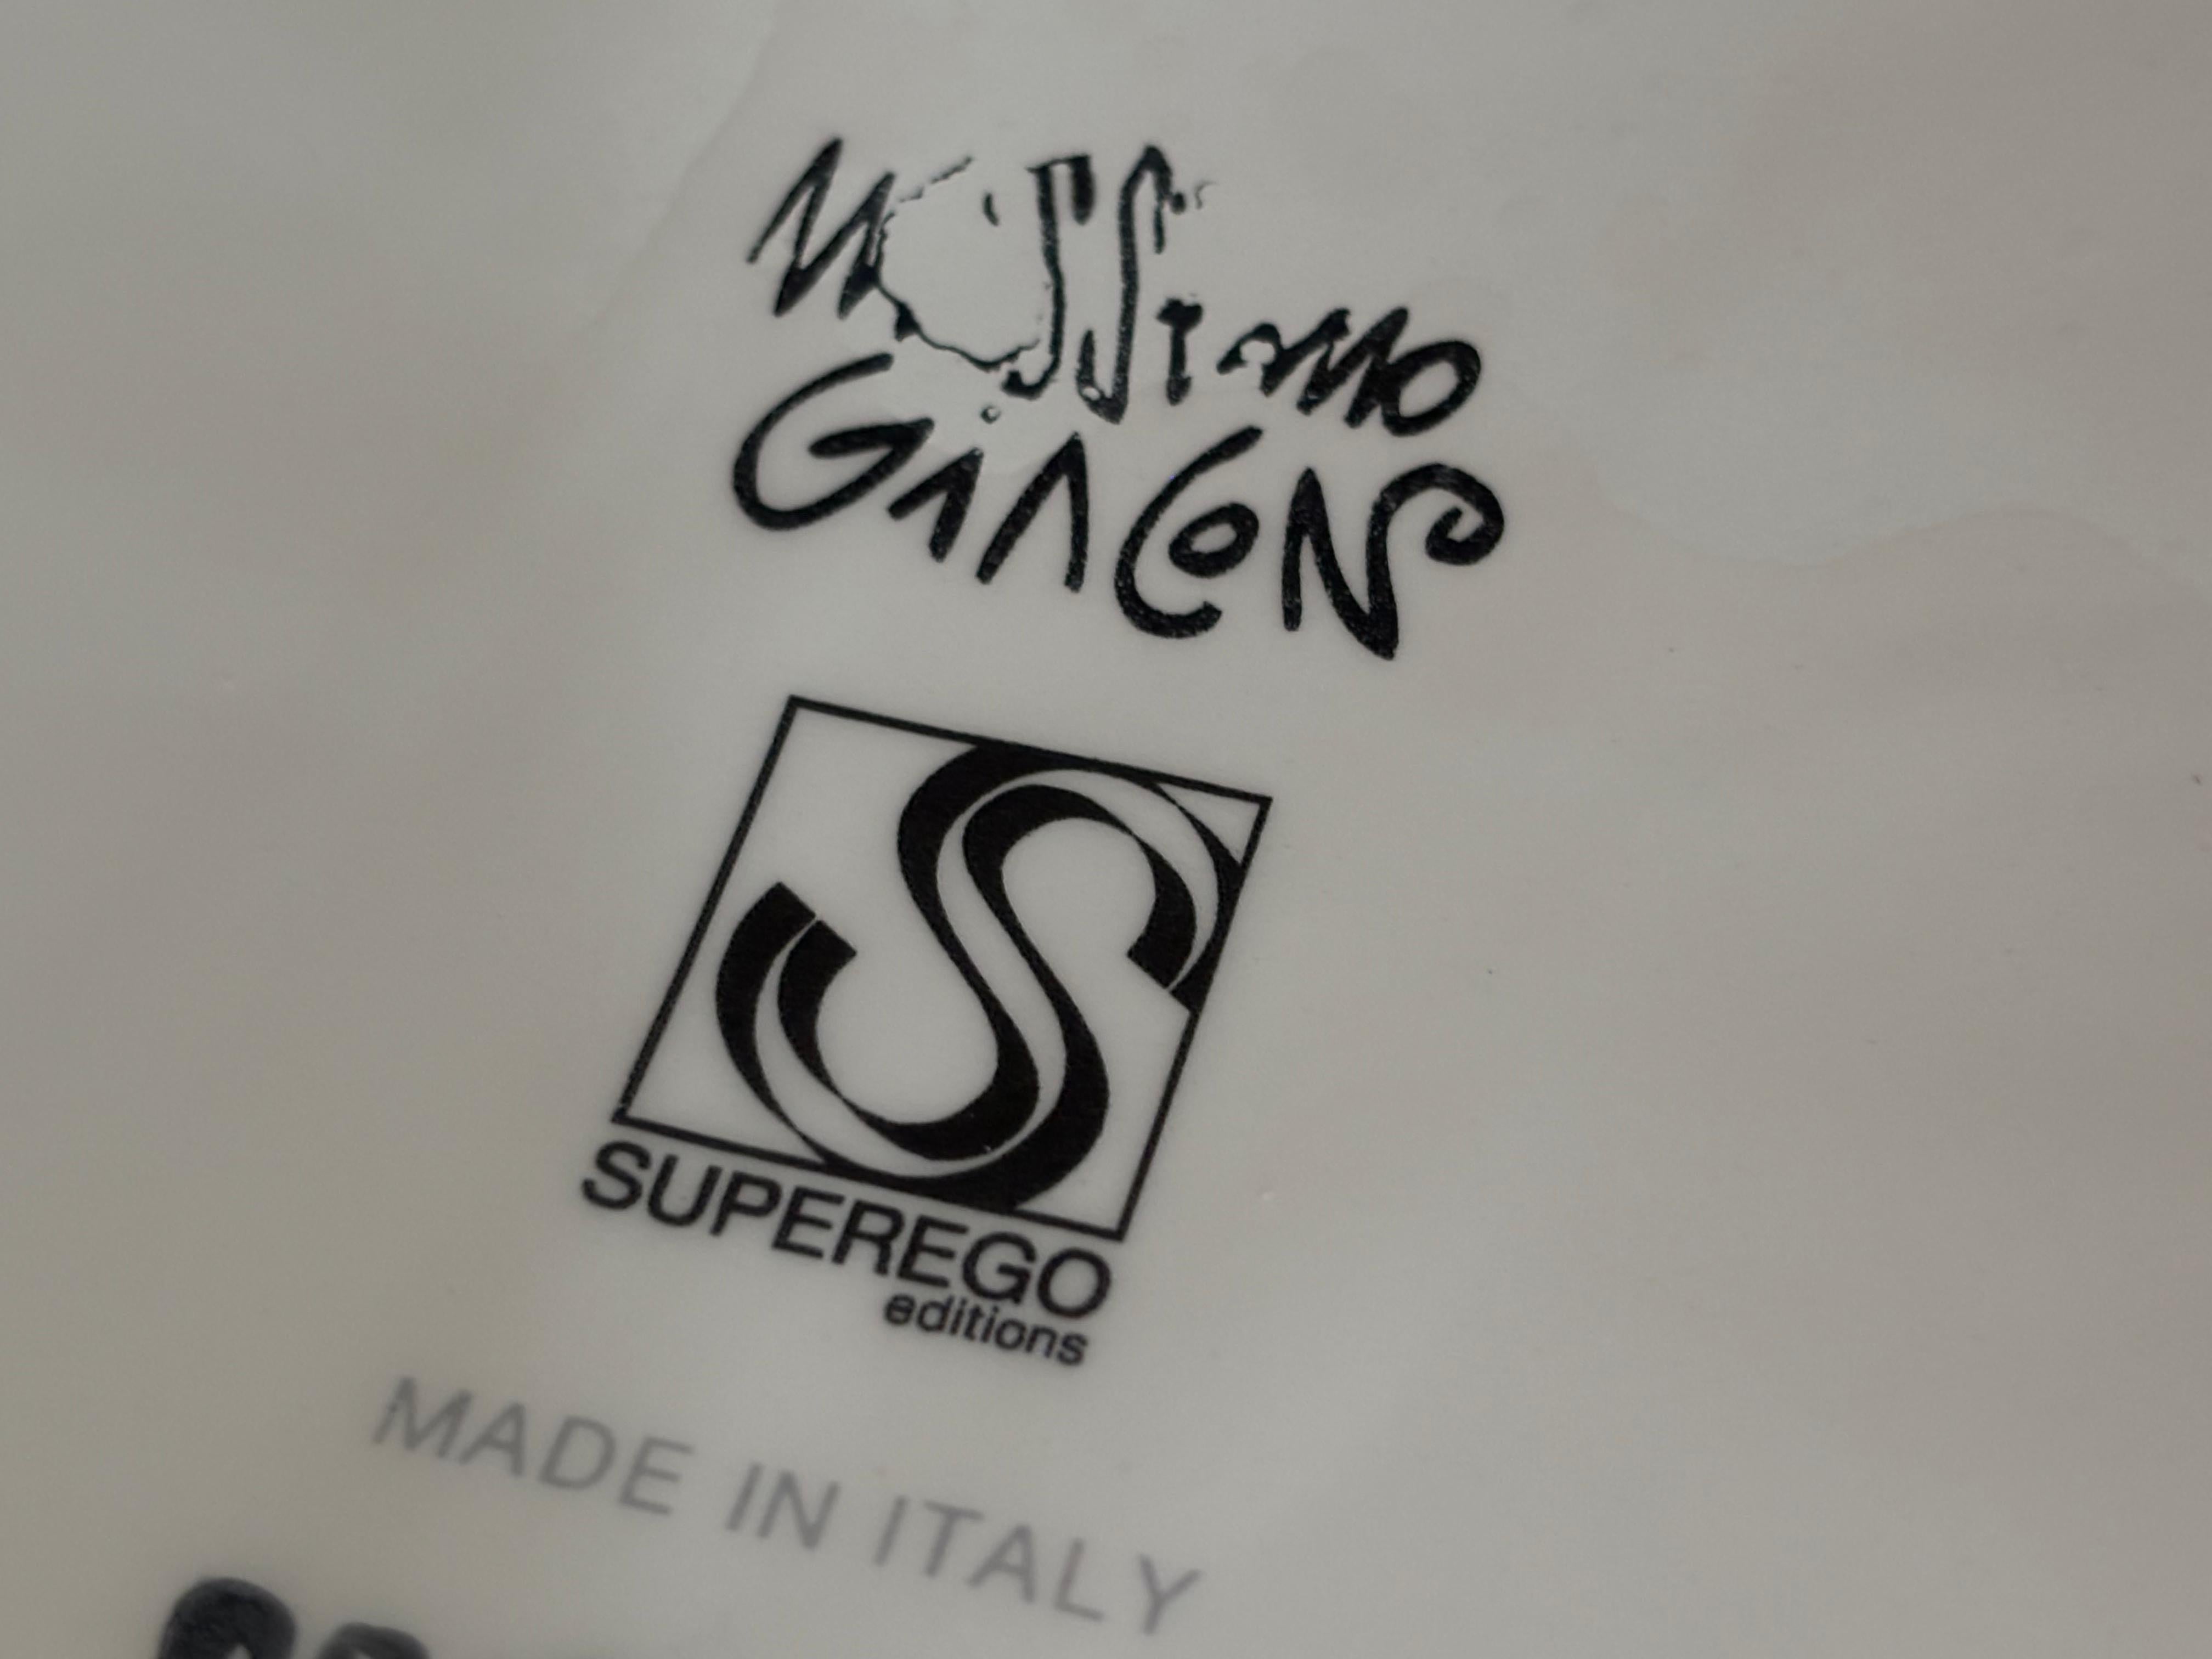 MASSIMO
GIACON
SUPEREGO
editions
MADE IN ITALY